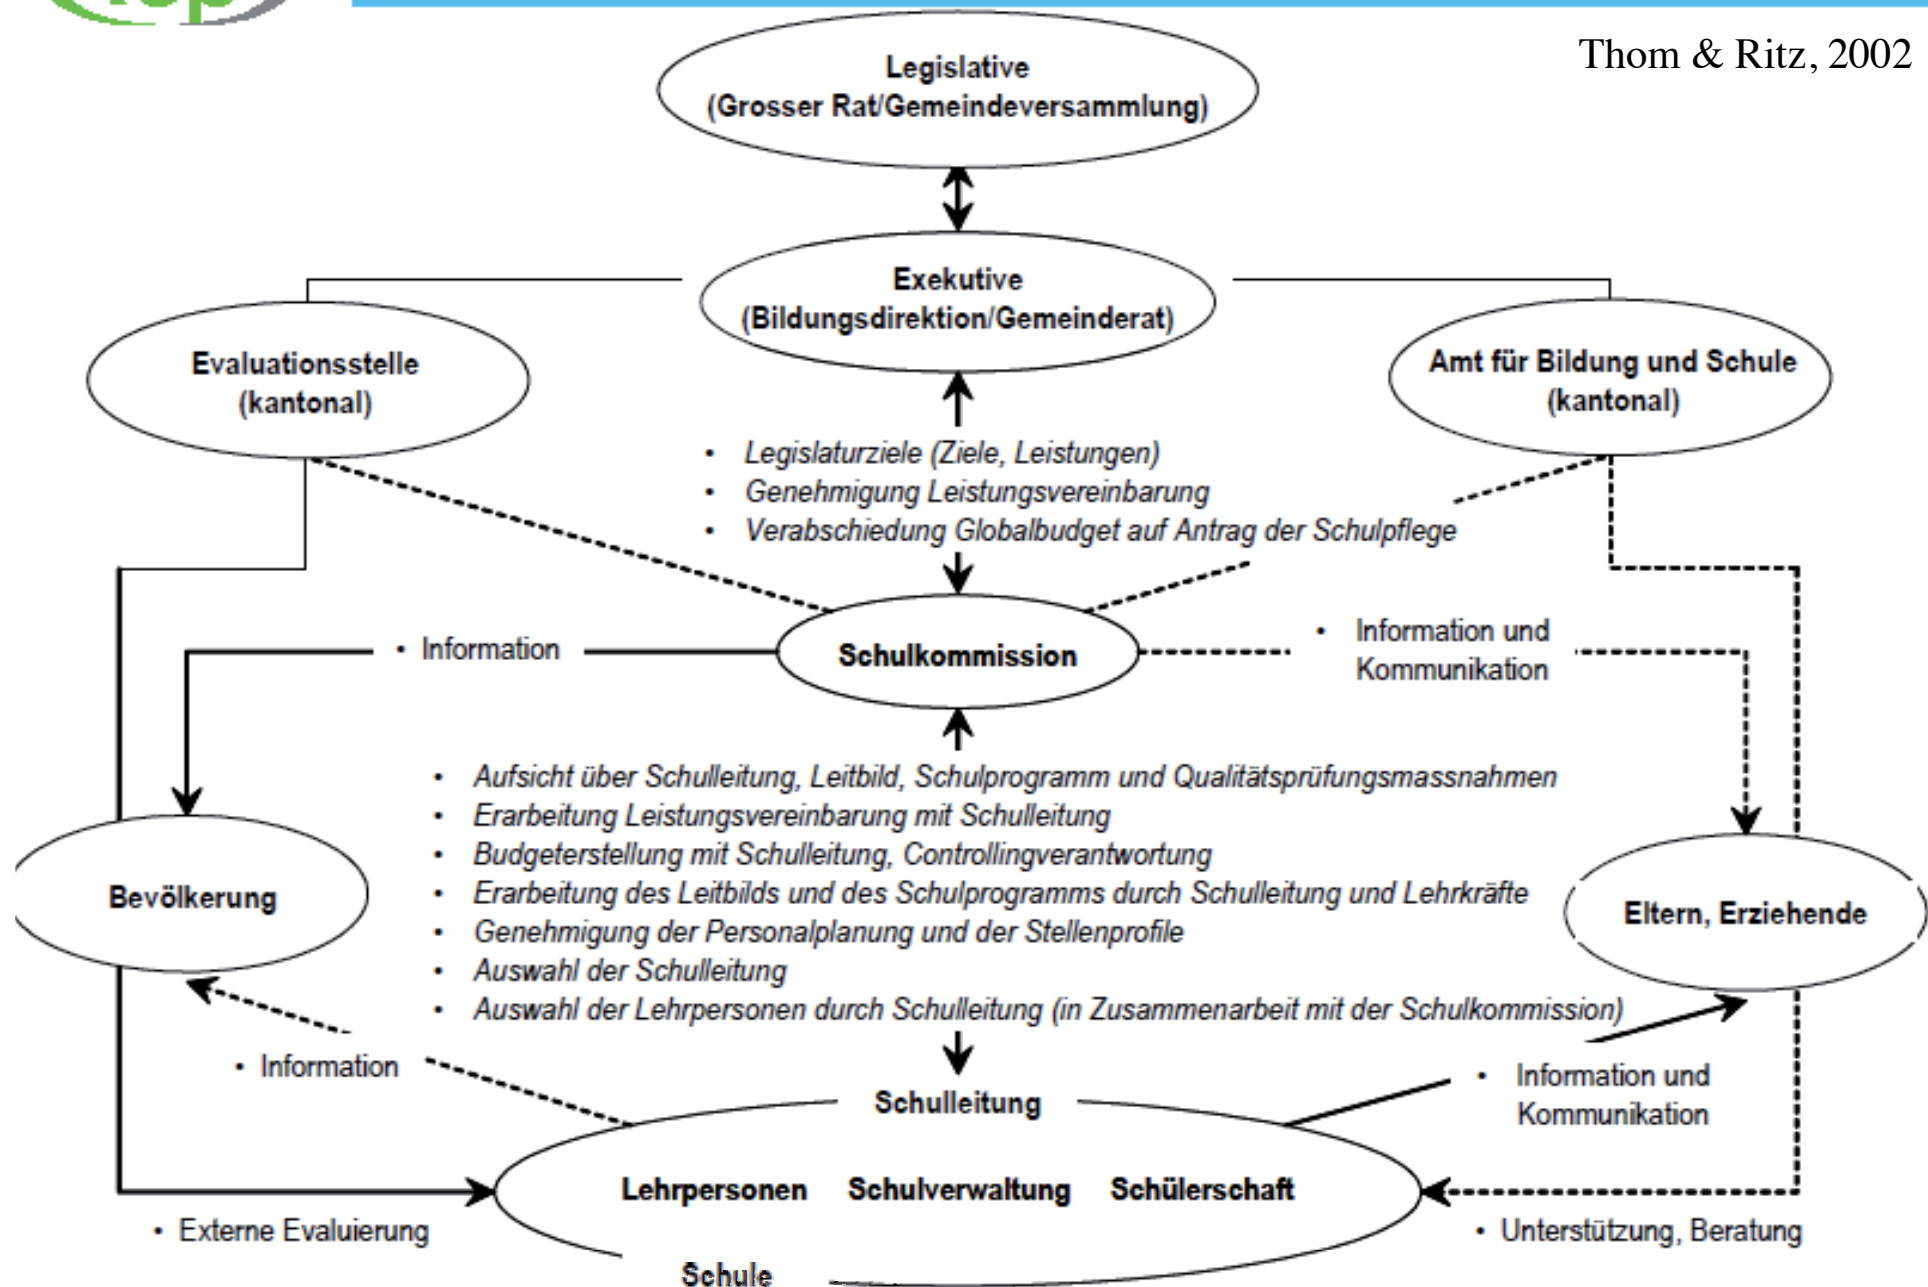 Thom & Ritz, 2002
Legislative
(Grosser Rat/Gemeindeversammlung)
Exekutive
(Bildungsdirektion/Gemeinderat)
Evaluationsstelle
(kantonal)
Amt für Bildung und Schule
(kantonal)
• Legislaturziele (Ziele, Leistungen)
• Genehmigung Leistungsvereinbarung
• Verabschiedung Globalbudget auf Antrag der Schulpflege
• Information
Schulkommission
• Information und
Kommunikation
• Aufsicht über Schulleitung, Leitbild, Schulprogramm und Qualitätsprüfungsmassnahmen
• Erarbeitung Leistungsvereinbarung mit Schulleitung
• Budgeterstellung mit Schulleitung, Controllingverantwortung
• Erarbeitung des Leitbilds und des Schulprogramms durch Schulleitung und Lehrkräfte
• Genehmigung der Personalplanung und der Stellenprofile
• Auswahl der Schulleitung
• Auswahl der Lehrpersonen durch Schulleitung (in Zusammenarbeit mit der Schulkommission)
Bevölkerung
Eltern, Erziehende
• Information
• Information und
Kommunikation
Schulleitung
Lehrpersonen Schulverwaltung Schülerschaft
• Externe Evaluierung
• Unterstützung, Beratung
Schule